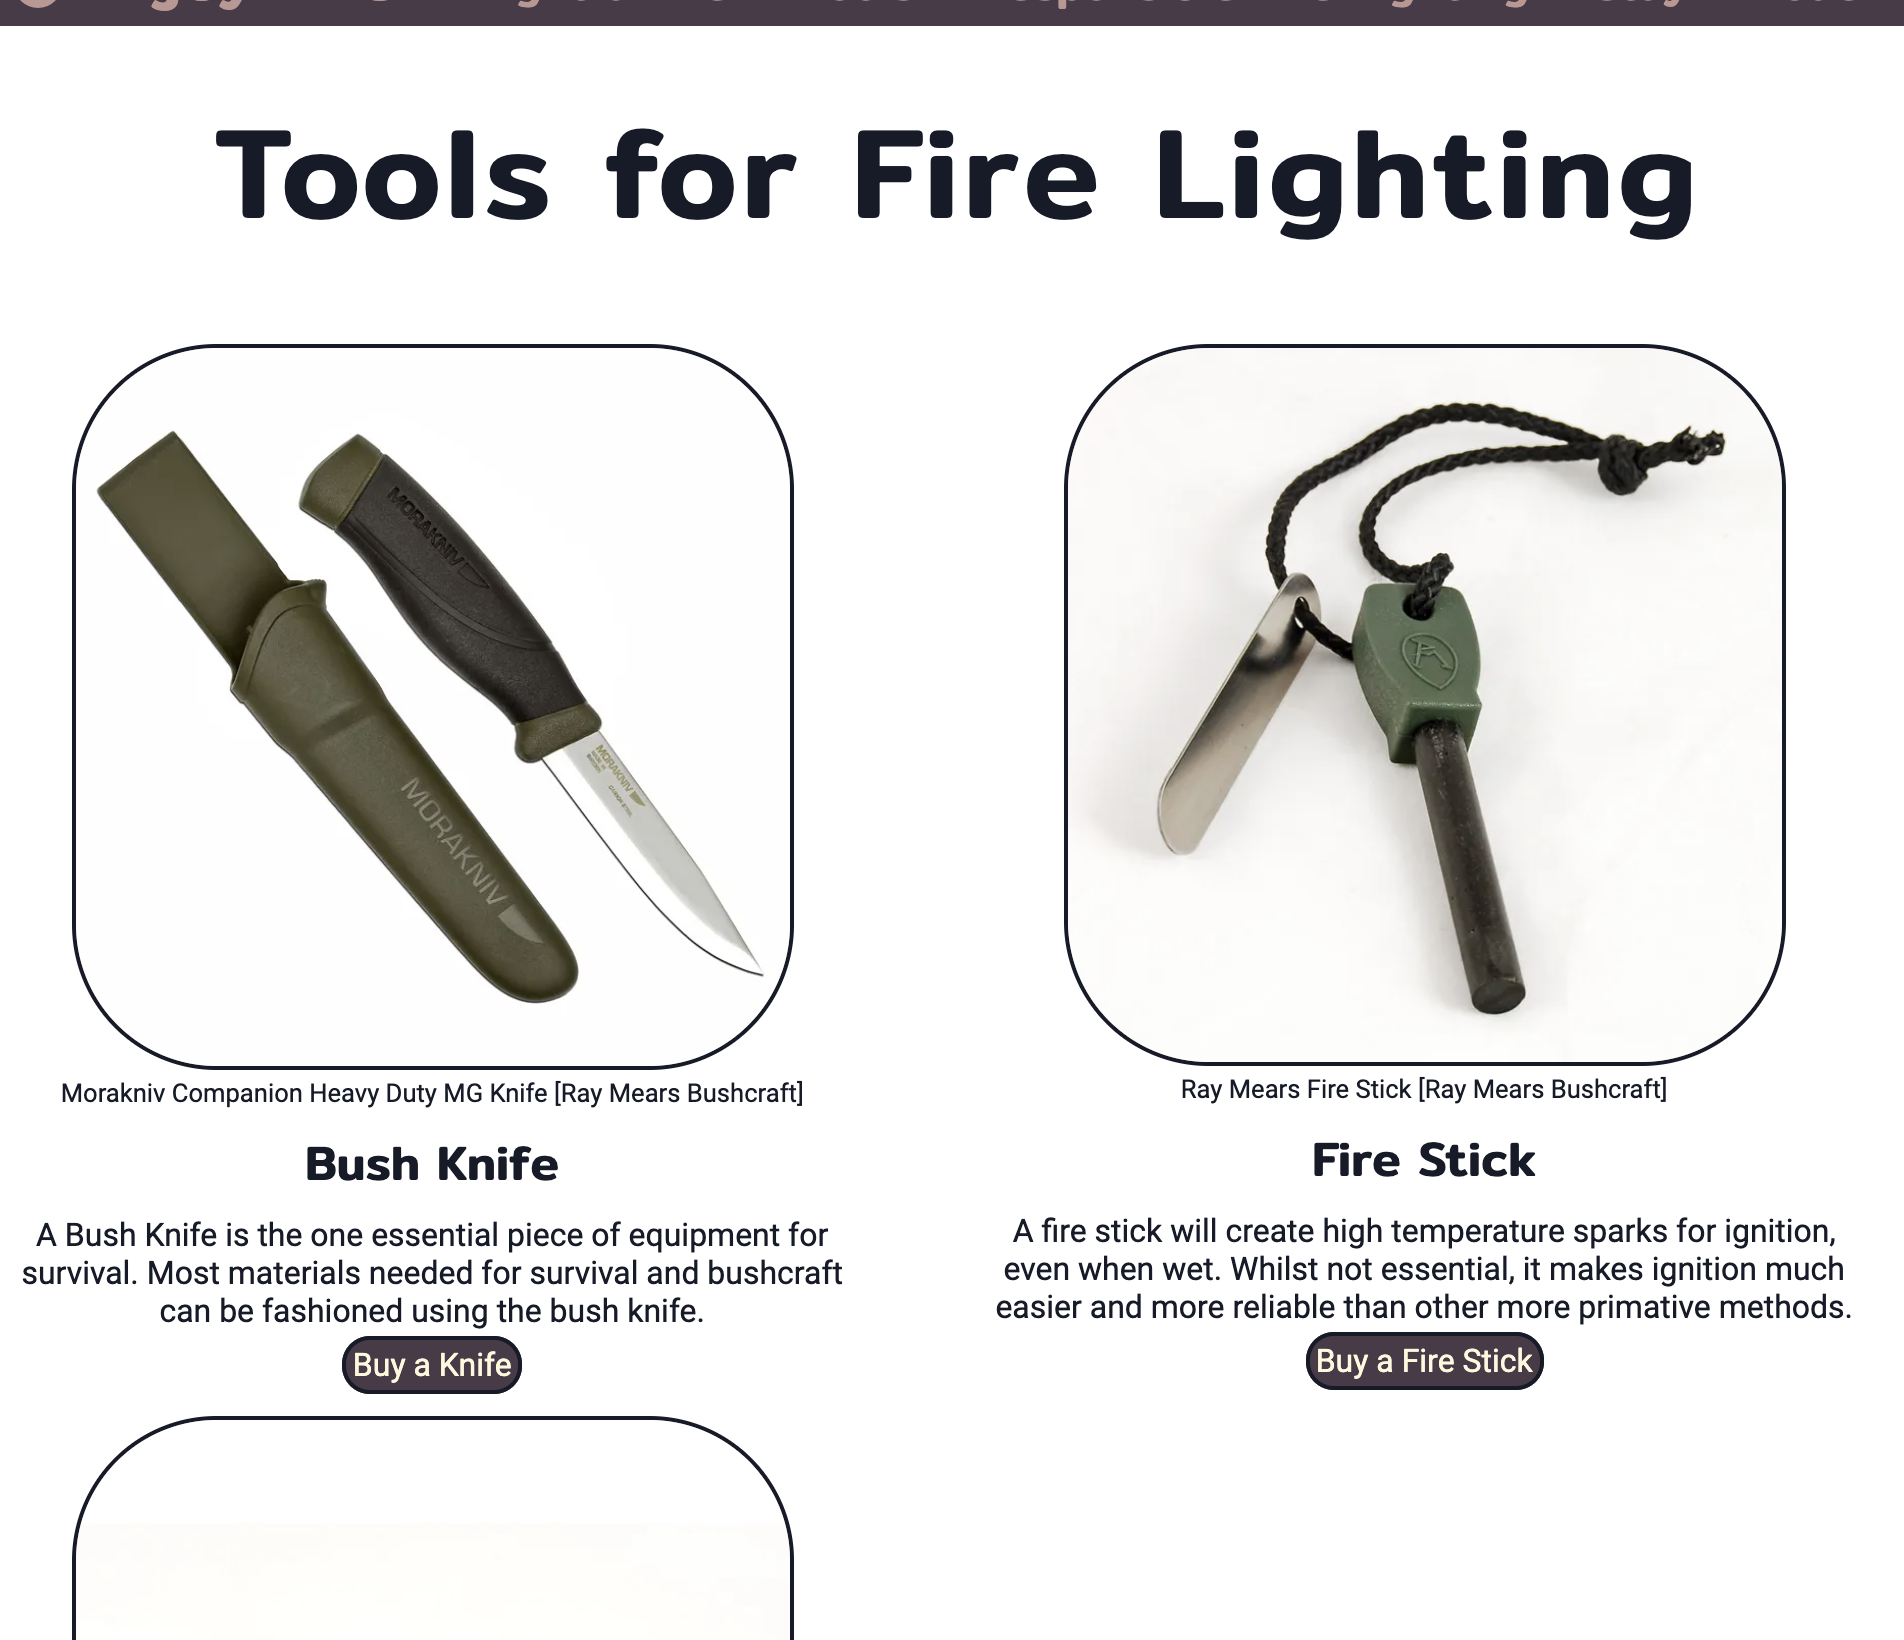 Tools for Fire Lighting
MORAKNIV
MORAKNIV
MORAKNIV
Morakniv Companion Heavy Duty MG Knife [Ray Mears Bushcraft]
Bush Knife
A Bush Knife is the one essential piece of equipment for
survival. Most materials needed for survival and bushcraft
can be fashioned using the bush knife.
Buy a Knife
Ray Mears Fire Stick [Ray Mears Bushcraft]
Fire Stick
A fire stick will create high temperature sparks for ignition,
even when wet. Whilst not essential, it makes ignition much
easier and more reliable than other more primative methods.
Buy a Fire Stick